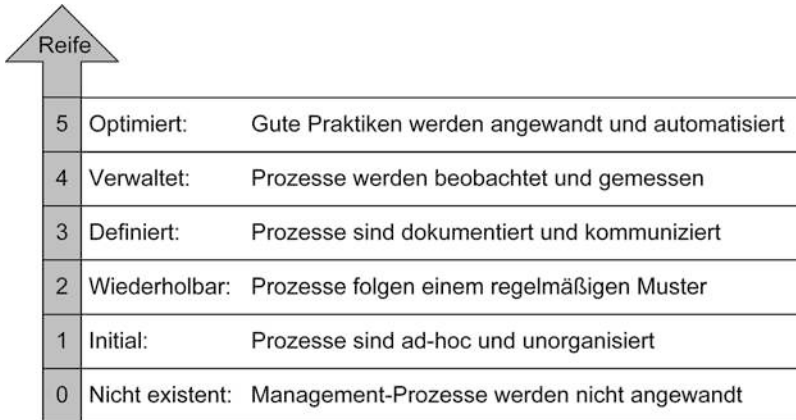 Reife
5 Optimiert: Gute Praktiken werden angewandt und automatisiert
4 Verwaltet: Prozesse werden beobachtet und gemessen
3 Definiert: Prozesse sind dokumentiert und kommuniziert
2 Wiederholbar: Prozesse folgen einem regelmäßigen Muster
1 Initial: Prozesse sind ad-hoc und unorganisiert
0 Nicht existent: Management-Prozesse werden nicht angewandt